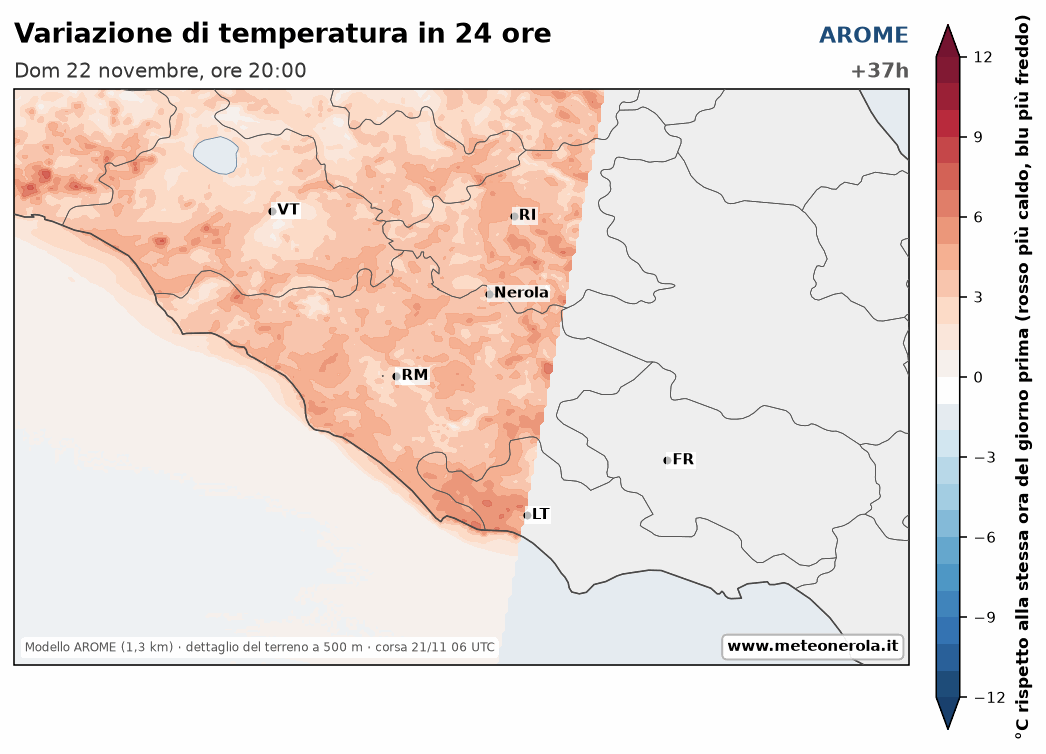 Variazione di temperatura in 24 ore
AROME
Dom 22 novembre, ore 20:00
+37h
VT
RI
Nerola
RM
FR
LT
Modello AROME (1,3 km) · dettaglio del terreno a 500 m · corsa 21/11 06 UTC
www.meteonerola.it
12
9
6
3
0
−3
−6
−9
−12
°C rispetto alla stessa ora del giorno prima (rosso più caldo, blu più freddo)